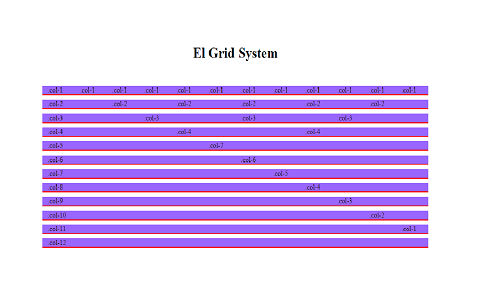 El Grid System
.col-1 .col-1 .col-1 .col-1 .col-1 .col-1 .col-1 .col-1 .col-1 .col-1 .col-1 .col-1
.col-2 .col-2 .col-2 .col-2 .col-2 .col-2
.col-3 .col-3 .col-3 .col-3
.col-4 .col-4 .col-4
.col-5 .col-7
.col-6 .col-6
.col-7 .col-5
.col-8 .col-4
.col-9 .col-3
.col-10 .col-2
.col-11 .col-1
.col-12